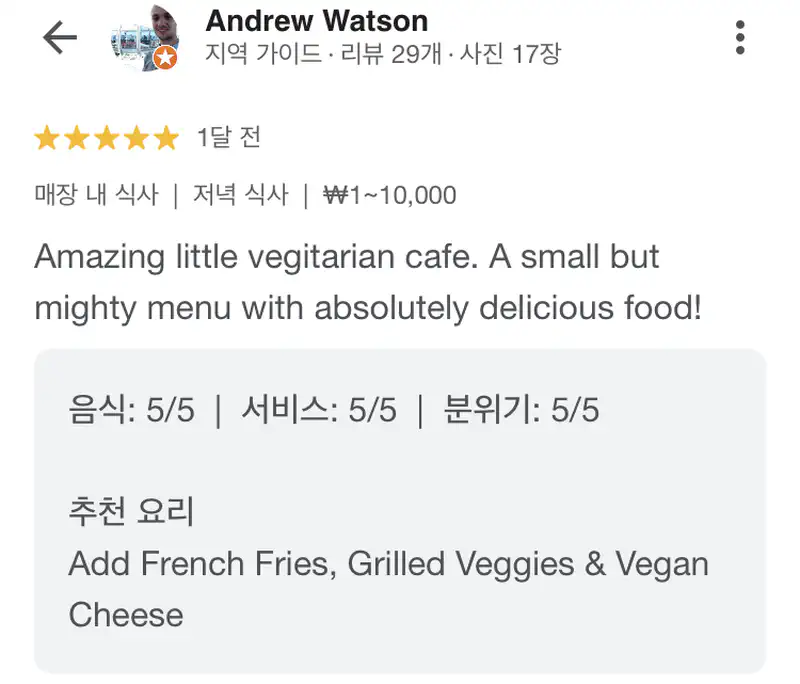 Andrew Watson
지역 가이드 · 리뷰 29개 · 사진 17장
1달 전
매장 내 식사 | 저녁 식사 | ₩1~10,000
Amazing little vegitarian cafe. A small but
mighty menu with absolutely delicious food!
음식: 5/5 | 서비스: 5/5 | 분위기: 5/5
추천 요리
Add French Fries, Grilled Veggies & Vegan
Cheese